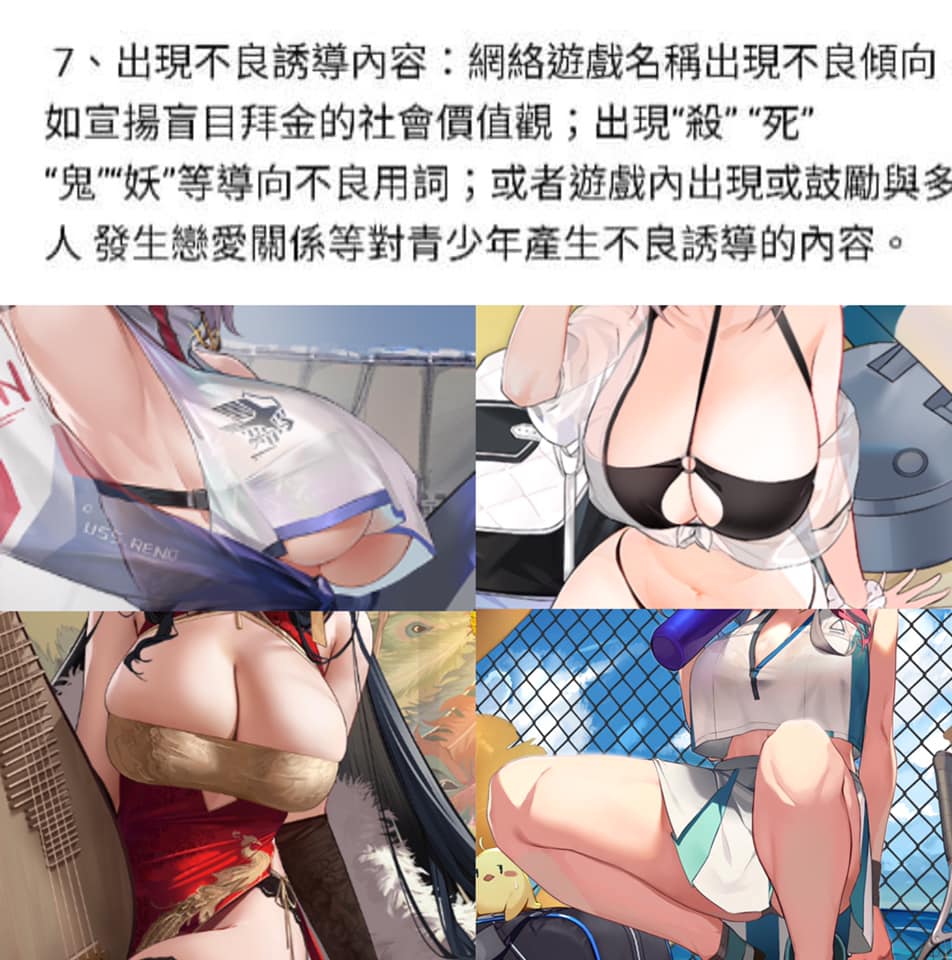 7、出現不良誘導內容：網絡遊戲名稱出現不良傾向
如宣揚盲目拜金的社會價值觀；出現“殺” “死”
“鬼”“妖”等導向不良用詞；或者遊戲內出現或鼓勵與多
人 發生戀愛關係等對青少年產生不良誘導的內容。
USS RENO